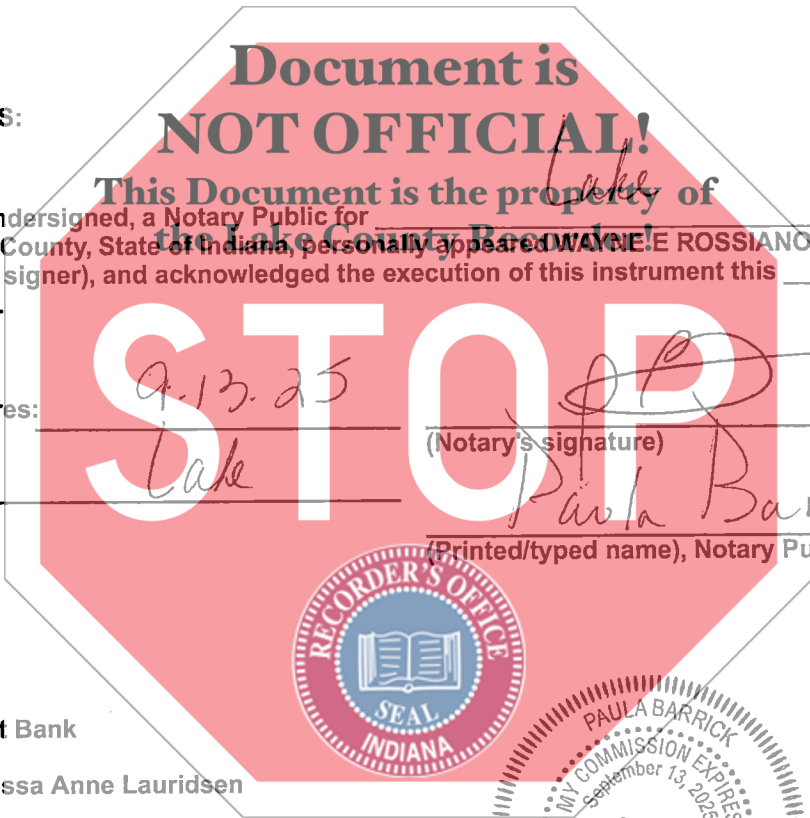 Document is
NOT OFFICIAL!
This Document is the property of
the Lake County Recorder!
S:
Lake
ndersigned, a Notary Public for
County, State of Indiana, personally appeared WAYNE E ROSSIANO
signer), and acknowledged the execution of this instrument this
STOP
es: 9.13.25
(Notary's signature)
Lake
Paula Ba
(Printed/typed name), Notary Pu
RECORDER'S OFFICE
SEAL
INDIANA
t Bank
ssa Anne Lauridsen
PAULA BARRICK
MY COMMISSION EXPIRES
September 13, 2025